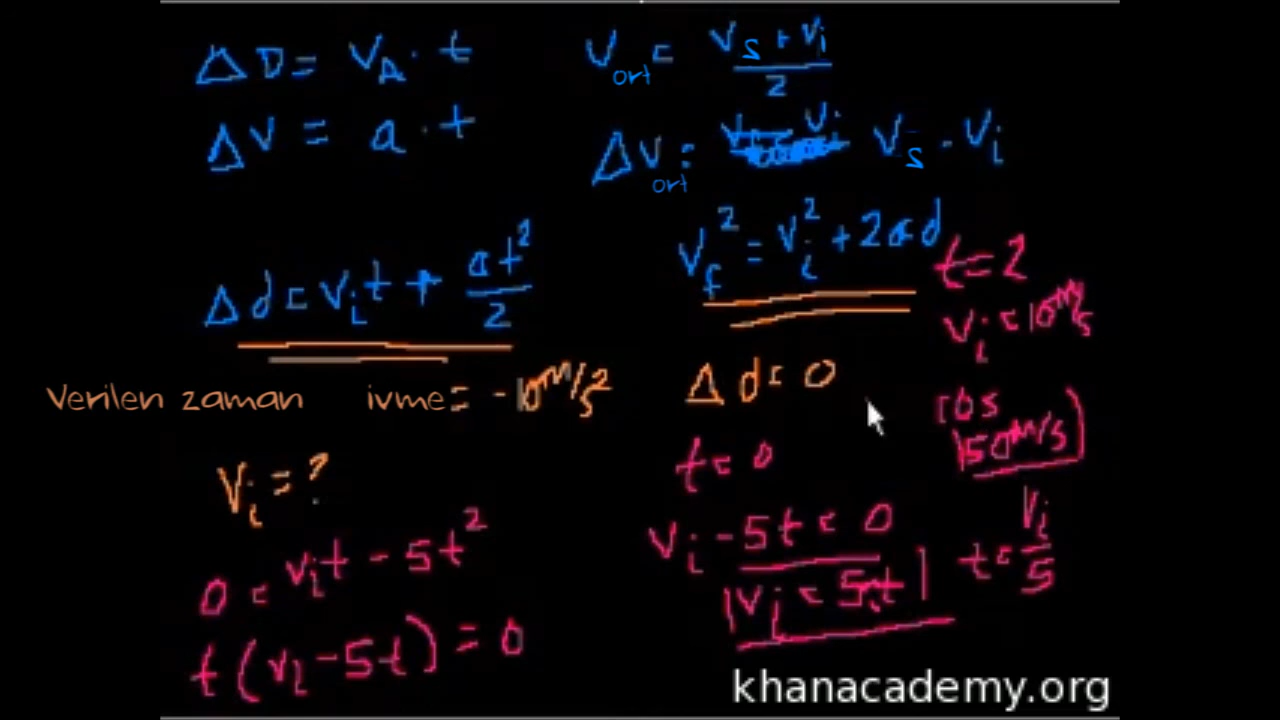 ΔD = V_A · t
V_ort = (V_S + V_i)/2
ΔV = a · t
ΔV_ort = V_S - V_i
Δd = V_i t + at²/2
V_f² = V_i² + 2ad
t = 2
V_i = 10 m/s
Verilen zaman ivme = -10 m/s²
Δd = 0
150 m/s
t = 0
V_i = ?
V_i - 5t = 0
0 = V_i t - 5t²
V_i = 5t
t = V_i/5
t(V_i - 5t) = 0
khanacademy.org